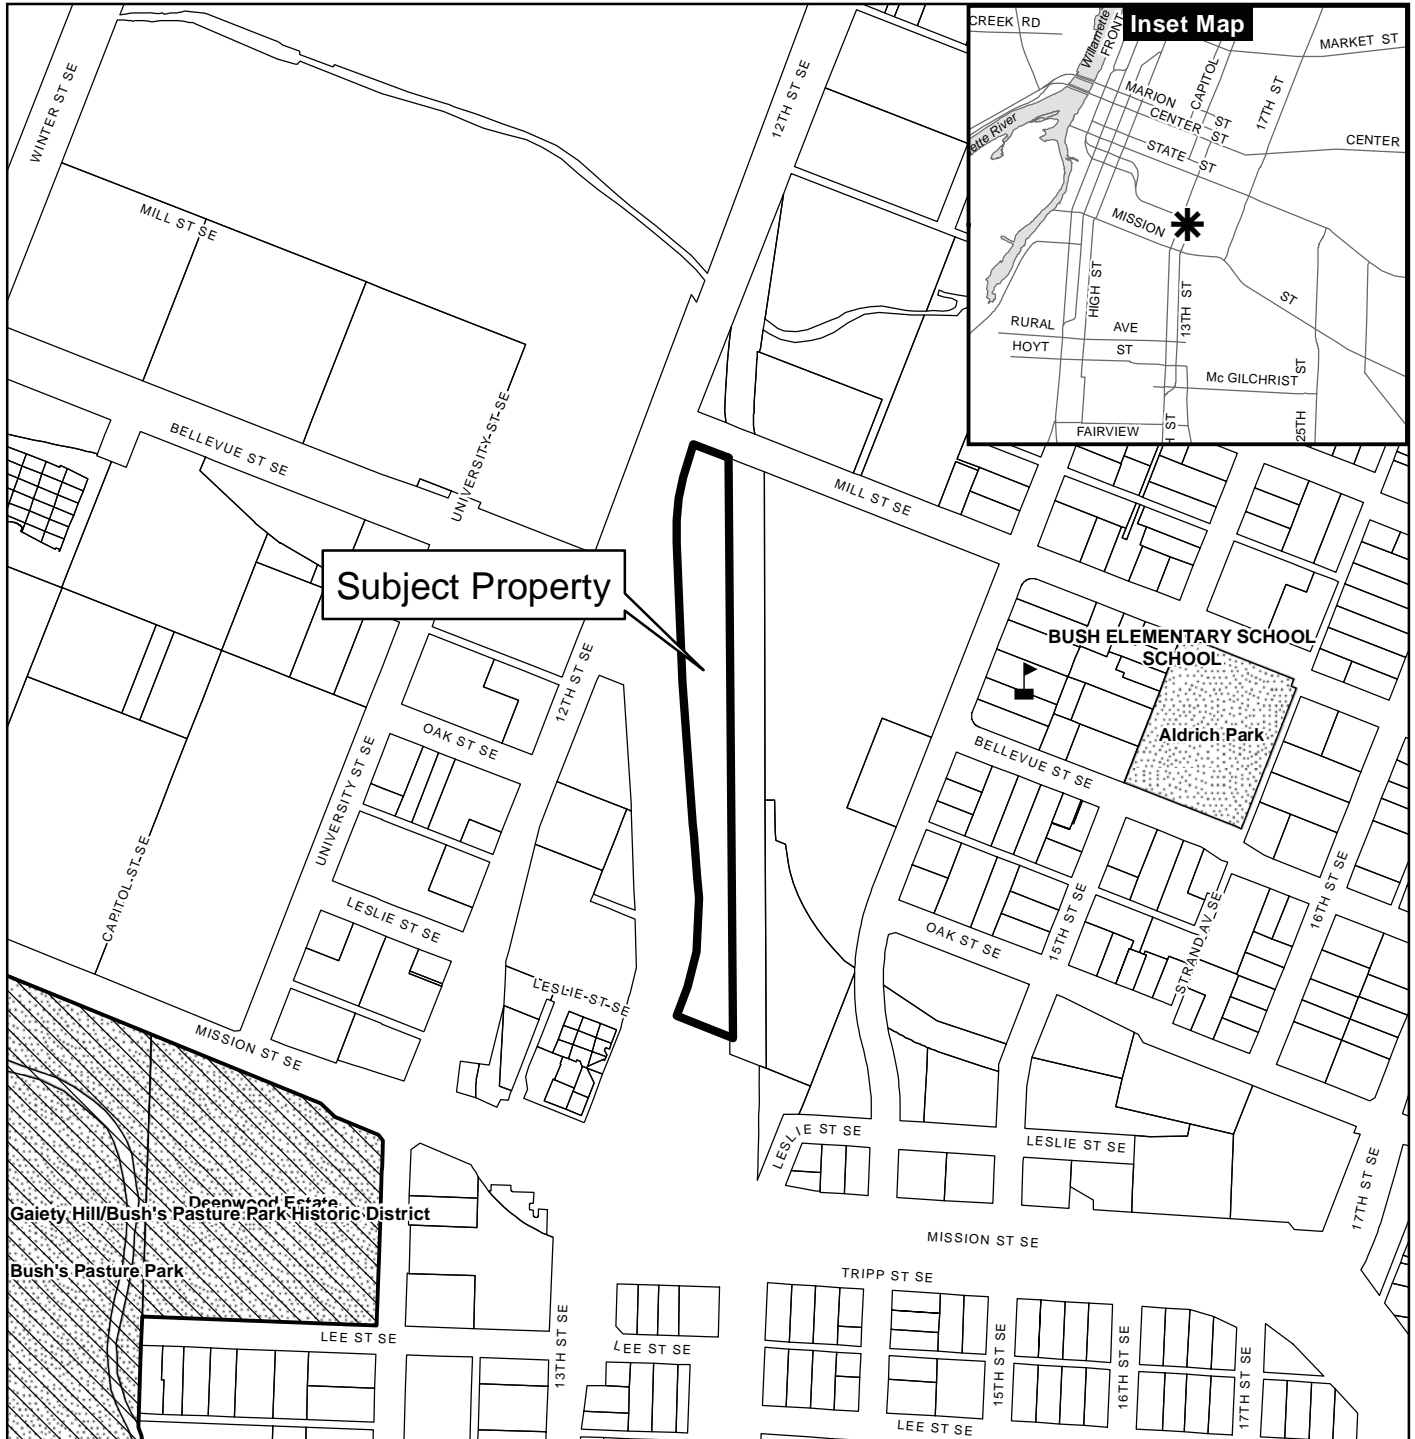 Inset Map
CREEK RD
Willamette
FRONT
CAPITOL
17TH ST
MARKET ST
MARION
ST
CENTER ST
CENTER
STATE ST
ette River
MISSION
ST
HIGH ST
13TH ST
RURAL AVE
HOYT ST
Mc GILCHRIST
ST
25TH
FAIRVIEW
H ST
WINTER ST SE
12TH ST SE
MILL ST SE
UNIVERSITY ST SE
BELLEVUE ST SE
MILL ST SE
Subject Property
BUSH ELEMENTARY SCHOOL
SCHOOL
Aldrich Park
12TH ST SE
OAK ST SE
BELLEVUE ST SE
UNIVERSITY ST SE
CAPITOL ST SE
16TH ST SE
15TH ST SE
STRAND AV SE
LESLIE ST SE
OAK ST SE
LESLIE ST SE
MISSION ST SE
LESLIE ST SE
LESLIE ST SE
17TH ST SE
Deepwood Estate
Gaiety Hill/Bush's Pasture Park Historic District
MISSION ST SE
Bush's Pasture Park
TRIPP ST SE
LEE ST SE
13TH ST SE
LEE ST SE
15TH ST SE
16TH ST SE
17TH ST SE
LEE ST SE